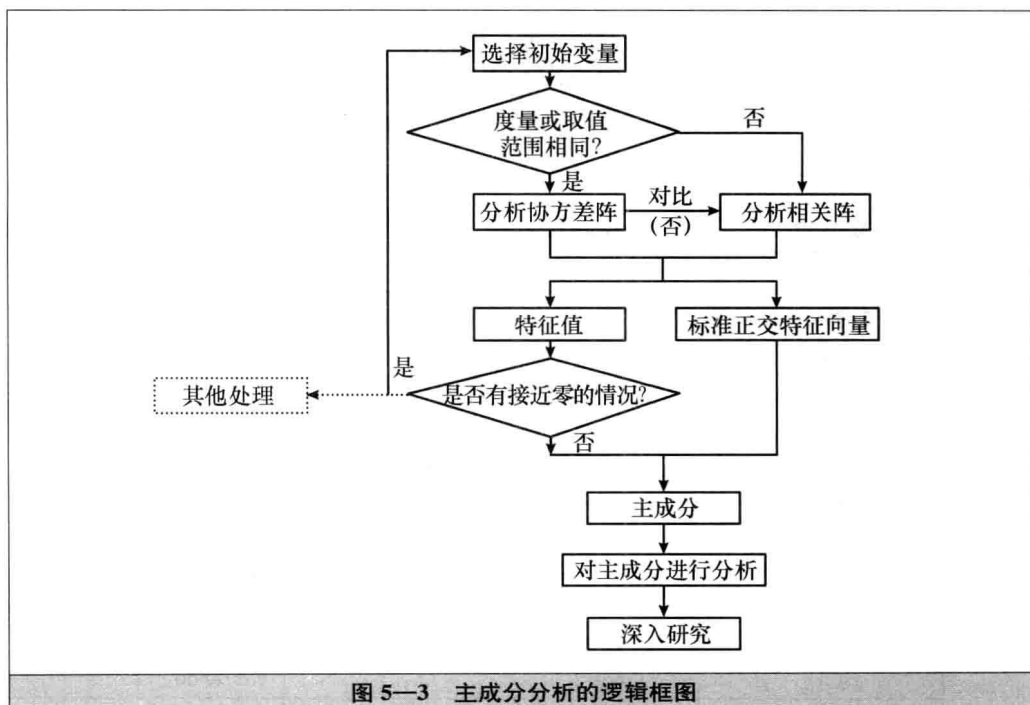 选择初始变量
度量或取值
范围相同?
否
是
分析协方差阵
对比
(否)
分析相关阵
特征值
标准正交特征向量
是
其他处理
是否有接近零的情况?
否
主成分
对主成分进行分析
深入研究
图 5—3 主成分分析的逻辑框图